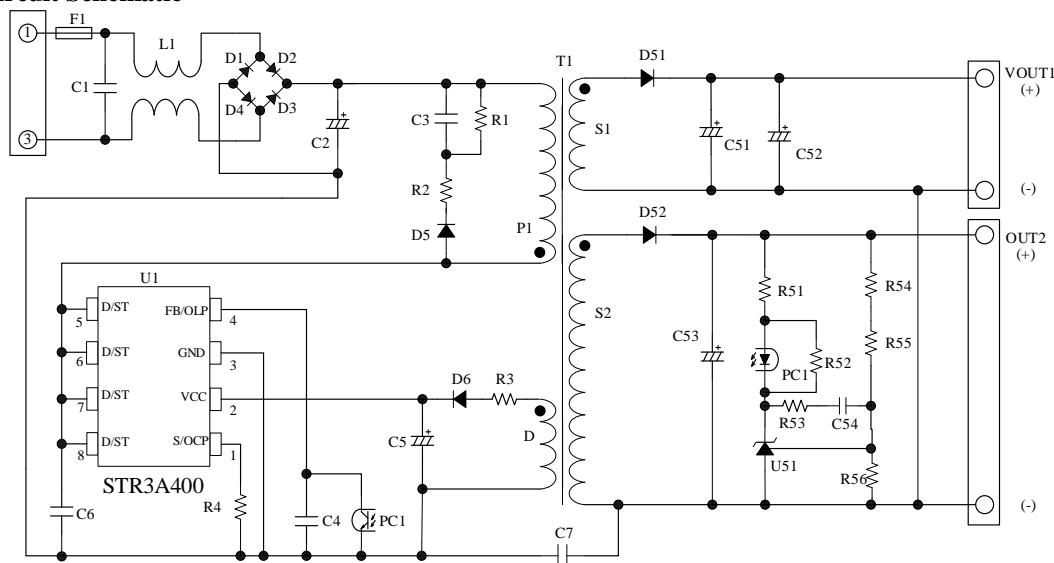 Circuit Schematic
F1
1
L1
C1
3
D1
D2
D4
D3
C2
C3
R1
R2
D5
P1
T1
S1
D51
C51
C52
VOUT1
(+)
(-)
D52
S2
C53
R51
PC1
R52
R53
C54
U51
R54
R55
R56
OUT2
(+)
(-)
U1
D/ST
5
D/ST
6
D/ST
7
D/ST
8
FB/OLP
4
GND
3
VCC
2
S/OCP
1
STR3A400
C6
R4
C4
PC1
C5
D6
R3
D
C7